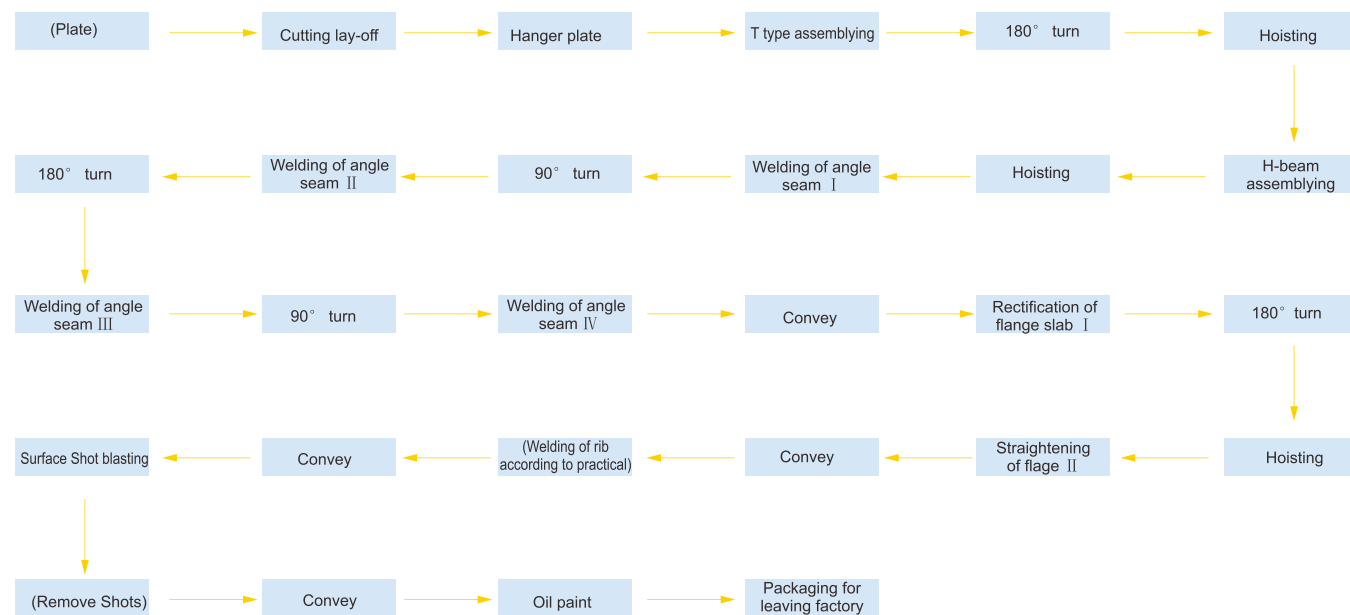 (Plate)
Cutting lay-off
Hanger plate
T type assemblying
180° turn
Hoisting
180° turn
Welding of angle
seam Ⅱ
90° turn
Welding of angle
seam Ⅰ
Hoisting
H-beam
assemblying
Welding of angle
seam Ⅲ
90° turn
Welding of angle
seam Ⅳ
Convey
Rectification of
flange slab Ⅰ
180° turn
Surface Shot blasting
Convey
(Welding of rib
according to practical)
Convey
Straightening
of flage Ⅱ
Hoisting
(Remove Shots)
Convey
Oil paint
Packaging for
leaving factory